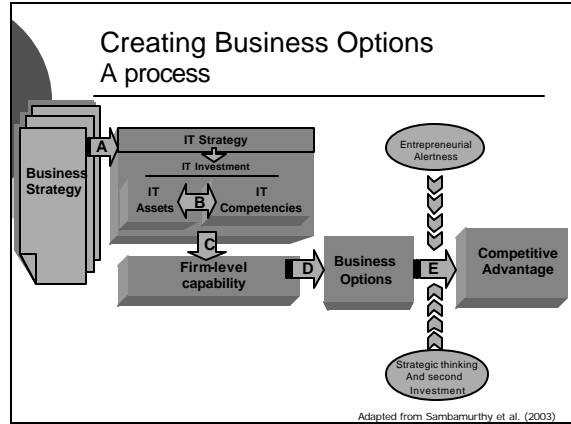 Creating Business Options
A process
Business
Strategy
A
IT Strategy
IT Investment
IT
Assets
B
IT
Competencies
C
Firm-level
capability
D
Business
Options
E
Entrepreneurial
Alertness
Competitive
Advantage
Strategic thinking
And second
Investment
Adapted from Sambamurthy et al. (2003)